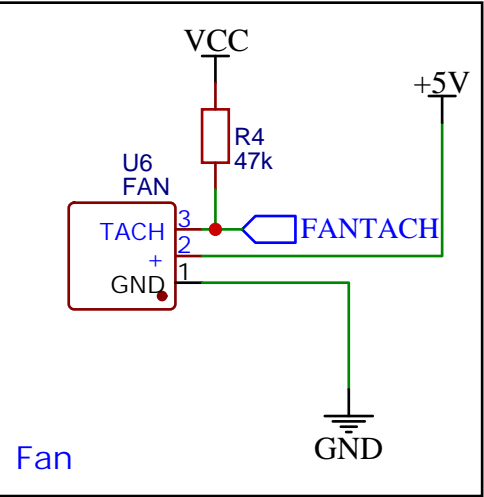 VCC
+5V
R4
47k
U6
FAN
TACH
3
FANTACH
2
+
1
GND
GND
Fan